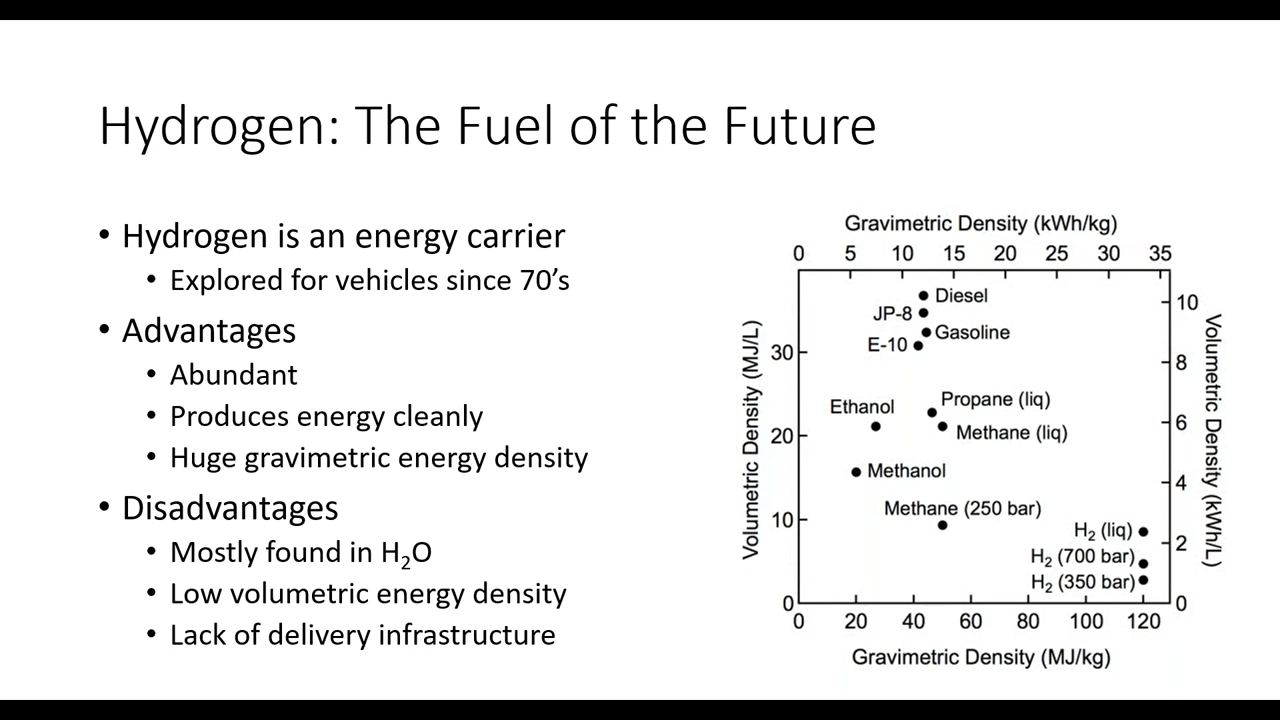 Hydrogen: The Fuel of the Future
• Hydrogen is an energy carrier
• Explored for vehicles since 70’s
• Advantages
• Abundant
• Produces energy cleanly
• Huge gravimetric energy density
• Disadvantages
• Mostly found in H₂O
• Low volumetric energy density
• Lack of delivery infrastructure
Gravimetric Density (kWh/kg)
0 5 10 15 20 25 30 35
Volumetric Density (MJ/L)
30
20
10
0
Diesel
JP-8
Gasoline
E-10
Propane (liq)
Ethanol
Methane (liq)
Methanol
Methane (250 bar)
H₂ (liq)
H₂ (700 bar)
H₂ (350 bar)
10
8
6
4
2
0
Volumetric Density (kWh/L)
0 20 40 60 80 100 120
Gravimetric Density (MJ/kg)